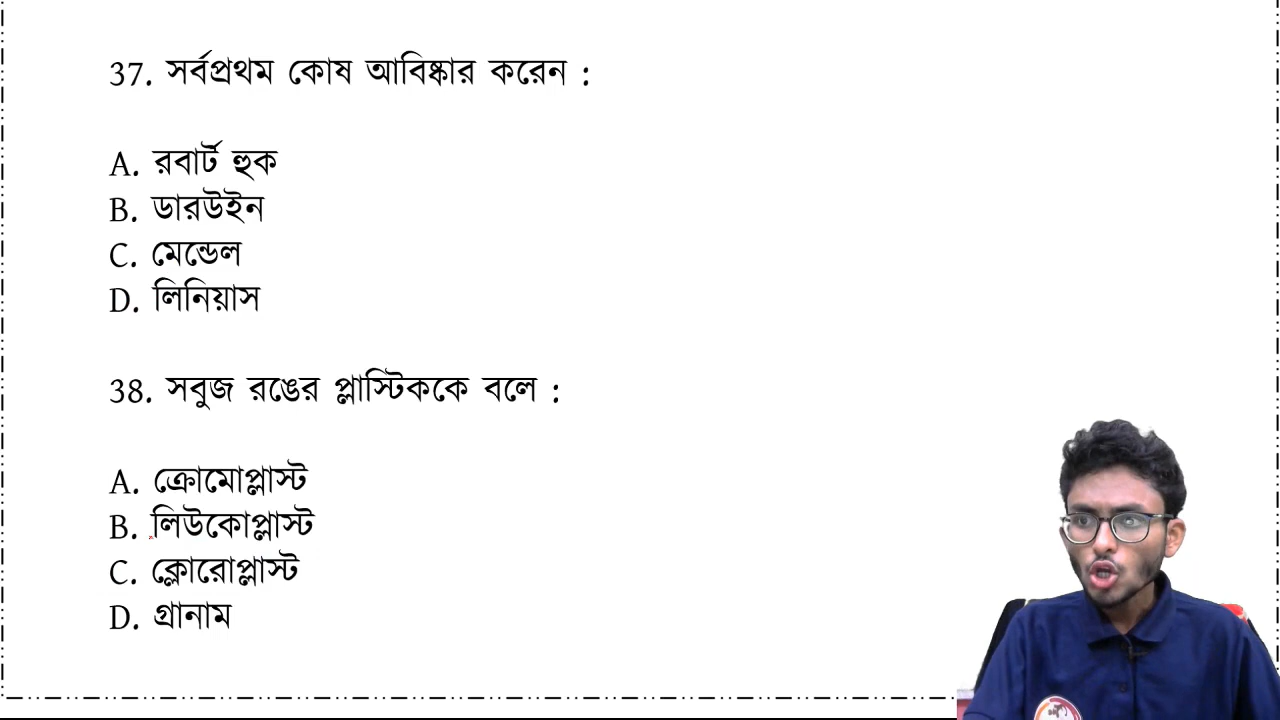 37. সর্বপ্রথম কোষ আবিষ্কার করেন :
A. রবার্ট হুক
B. ডারউইন
C. মেন্ডেল
D. লিনিয়াস
38. সবুজ রঙের প্লাস্টিককে বলে :
A. ক্রোমোপ্লাস্ট
B. লিউকোপ্লাস্ট
C. ক্লোরোপ্লাস্ট
D. গ্রানাম